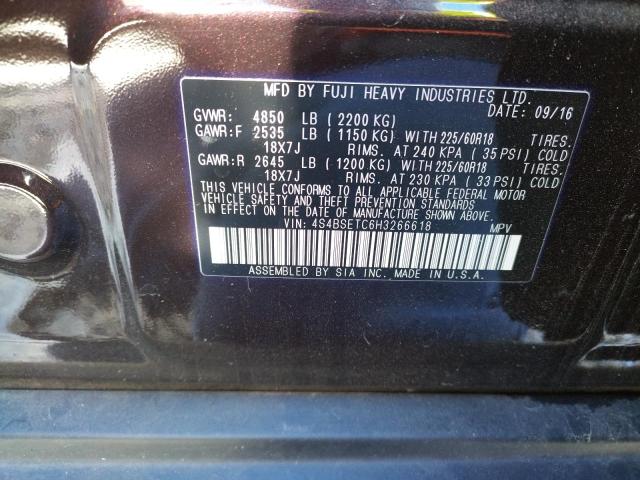 MFD BY FUJI HEAVY INDUSTRIES LTD.
DATE: 09/16
GVWR: 4850 LB (2200 KG)
GAWR:F 2535 LB (1150 KG) WITH 225/60R18 TIRES.
18X7J RIMS. AT 240 KPA (35 PSI) COLD
GAWR:R 2645 LB (1200 KG) WITH 225/60R18 TIRES.
18X7J RIMS. AT 230 KPA (33 PSI) COLD
THIS VEHICLE CONFORMS TO ALL APPLICABLE FEDERAL MOTOR
VEHICLE SAFETY AND THEFT PREVENTION STANDARDS
IN EFFECT ON THE DATE OF MANUFACTURE SHOWN ABOVE.
VIN: 4S4BSETC6H3266618 MPV
ASSEMBLED BY SIA INC. MADE IN U.S.A.